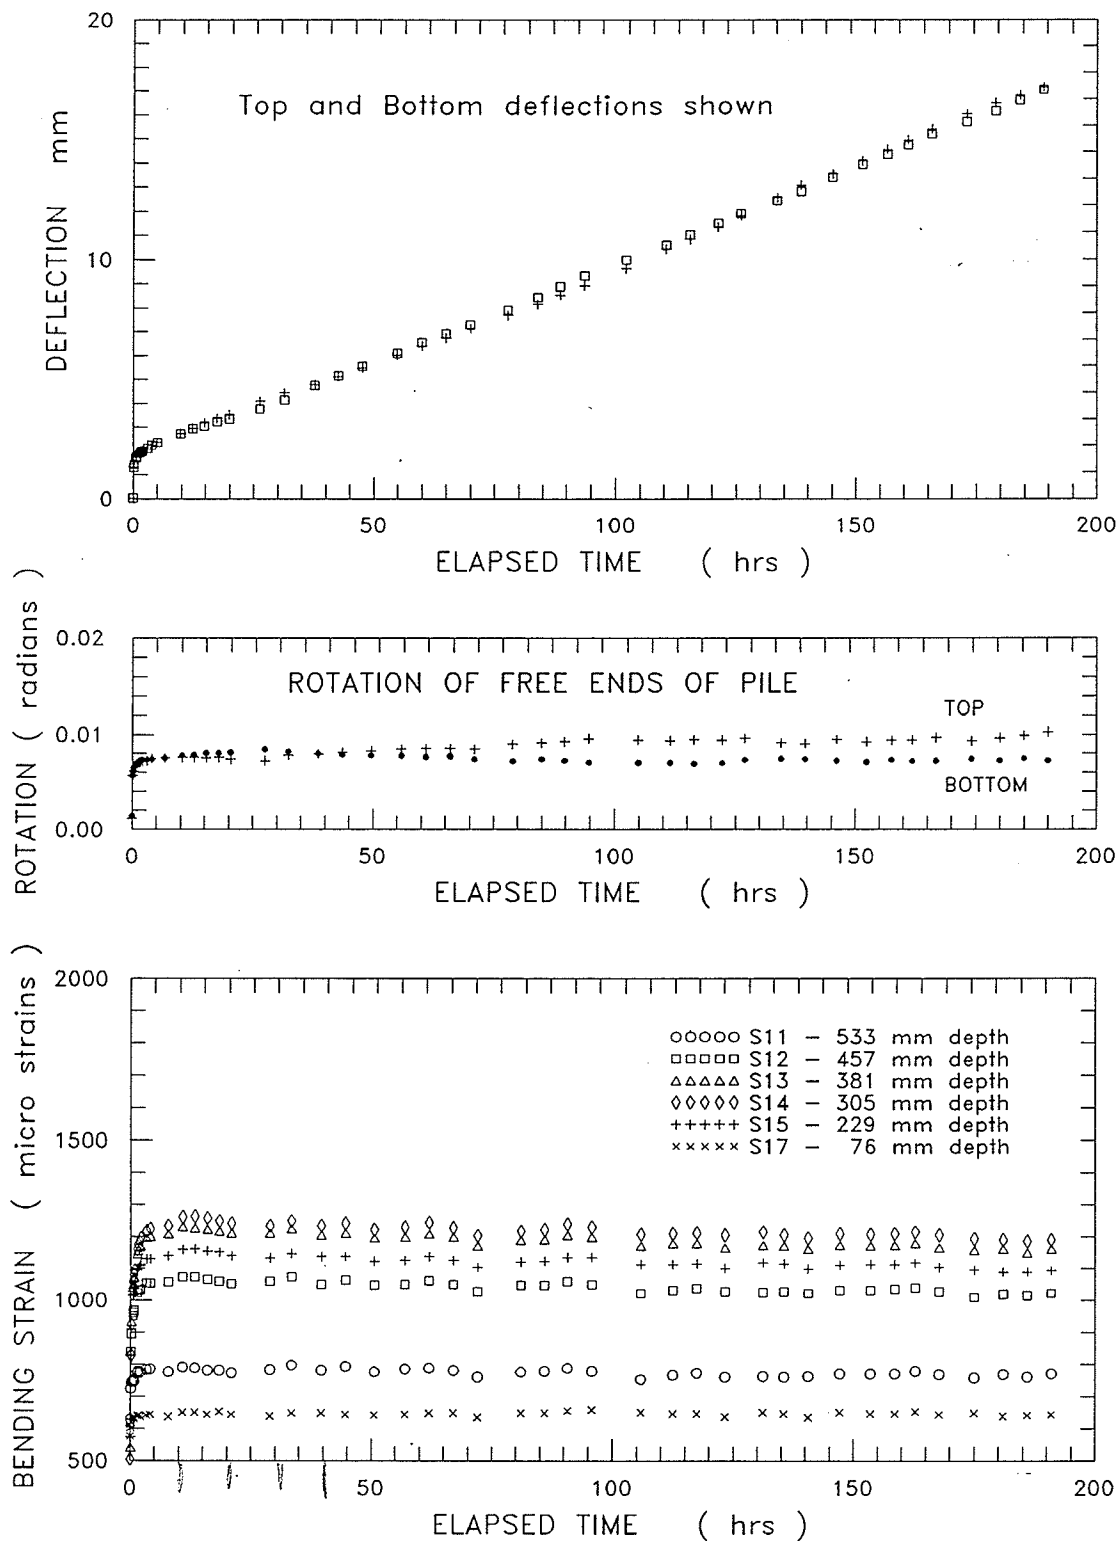 20
Top and Bottom deflections shown
DEFLECTION mm
10
0
0 50 100 150 200
ELAPSED TIME ( hrs )
0.02
ROTATION OF FREE ENDS OF PILE
ROTATION ( radians )
TOP
0.01
BOTTOM
0.00
0 50 100 150 200
ELAPSED TIME ( hrs )
2000
S11 - 533 mm depth
S12 - 457 mm depth
S13 - 381 mm depth
S14 - 305 mm depth
S15 - 229 mm depth
S17 - 76 mm depth
BENDING STRAIN ( micro strains )
1500
1000
500
0 50 100 150 200
ELAPSED TIME ( hrs )